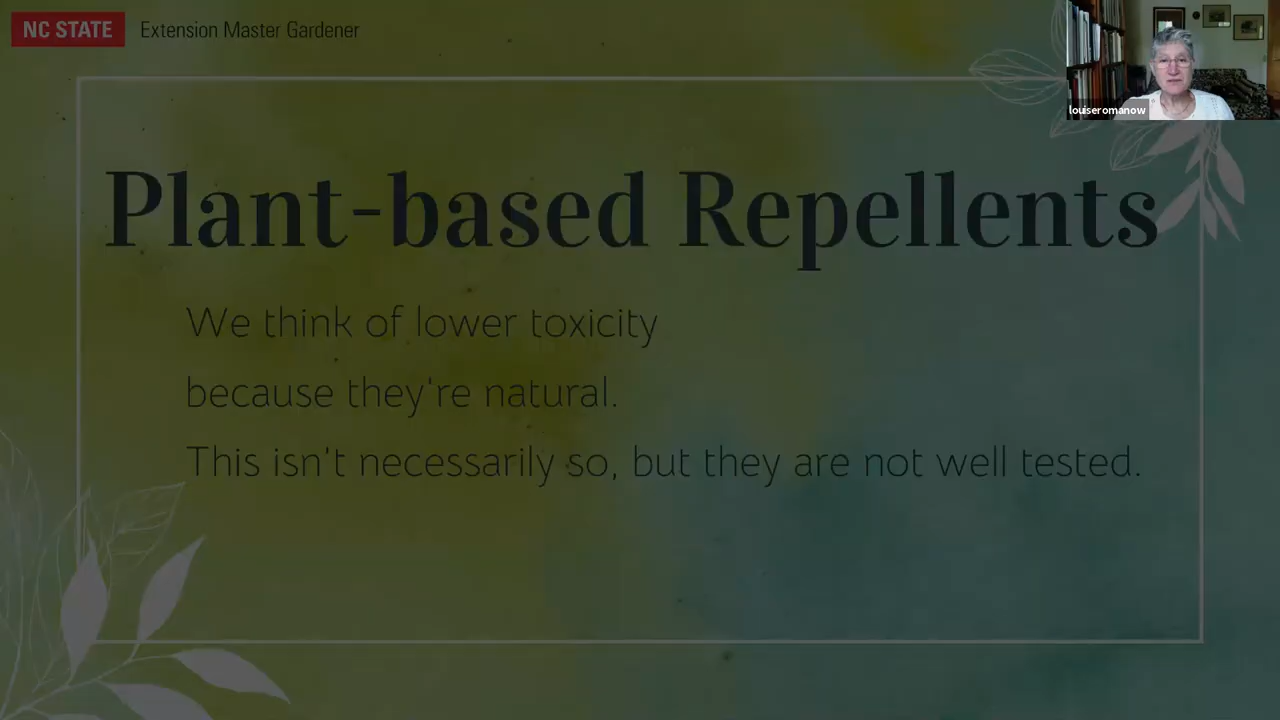 NC STATE Extension Master Gardener
louiseromanow
Plant-based Repellents
We think of lower toxicity
because they're natural.
This isn't necessarily so, but they are not well tested.